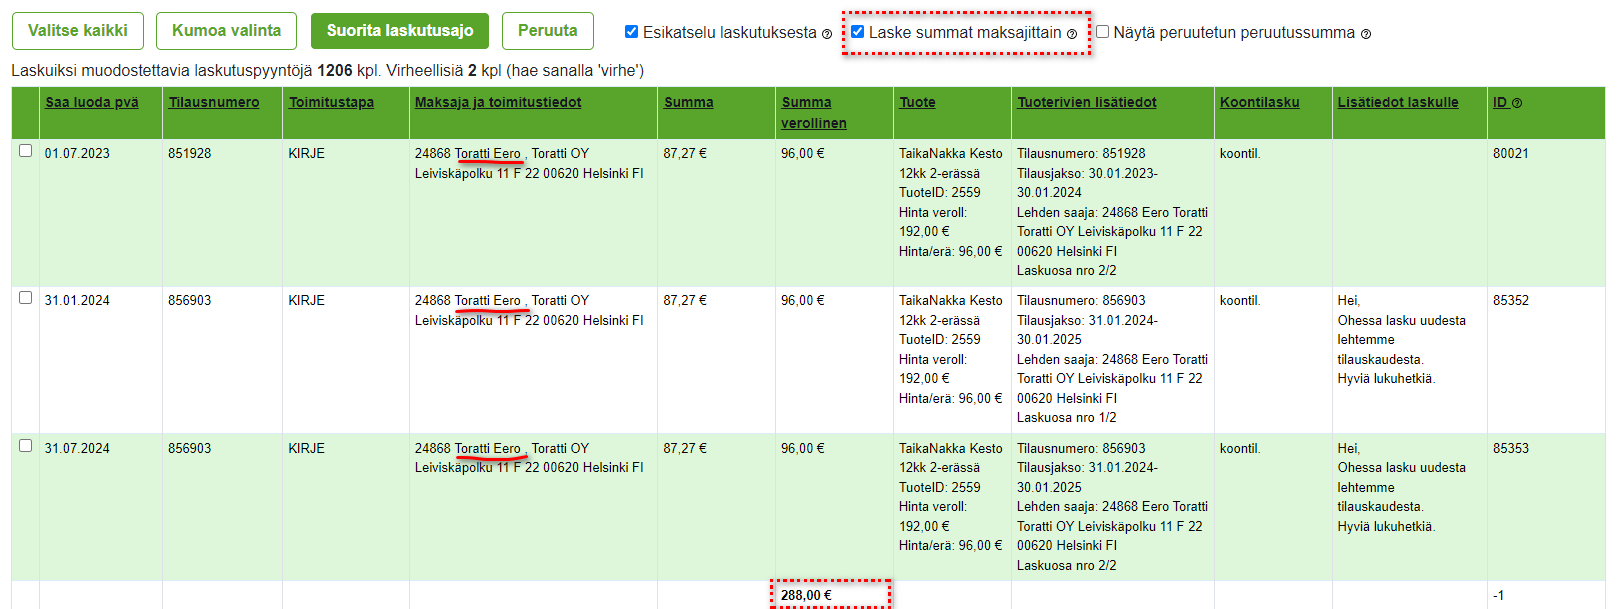 Valitse kaikki Kumoa valinta Suorita laskutusajo Peruuta Esikatselu laskutuksesta Laske summat maksajittain Näytä peruutetun peruutussumma
Laskuiksi muodostettavia laskutuspyyntöjä 1206 kpl. Virheellisiä 2 kpl (hae sanalla 'virhe')
Saa luoda pvä Tilausnumero Toimitustapa Maksaja ja toimitustiedot Summa Summa verollinen Tuote Tuoterivien lisätiedot Koontilasku Lisätiedot laskulle ID
01.07.2023 851928 KIRJE 24868 Toratti Eero , Toratti OY 87,27 € 96,00 € TaikaNakka Kesto Tilausnumero: 851928 koontil. 80021
Leiviskäpolku 11 F 22 00620 Helsinki FI 12kk 2-erässä Tilausjakso: 30.01.2023-
TuoteID: 2559 30.01.2024
Hinta veroll: Lehden saaja: 24868 Eero Toratti
192,00 € Toratti OY Leiviskäpolku 11 F 22
Hinta/erä: 96,00 € 00620 Helsinki FI
Laskuosa nro 2/2
31.01.2024 856903 KIRJE 24868 Toratti Eero , Toratti OY 87,27 € 96,00 € TaikaNakka Kesto Tilausnumero: 856903 koontil. Hei, 85352
Leiviskäpolku 11 F 22 00620 Helsinki FI 12kk 2-erässä Tilausjakso: 31.01.2024- Ohessa lasku uudesta
TuoteID: 2559 30.01.2025 lehtemme
Hinta veroll: Lehden saaja: 24868 Eero Toratti tilauskaudesta.
192,00 € Toratti OY Leiviskäpolku 11 F 22 Hyviä lukuhetkiä.
Hinta/erä: 96,00 € 00620 Helsinki FI
Laskuosa nro 1/2
31.07.2024 856903 KIRJE 24868 Toratti Eero , Toratti OY 87,27 € 96,00 € TaikaNakka Kesto Tilausnumero: 856903 koontil. Hei, 85353
Leiviskäpolku 11 F 22 00620 Helsinki FI 12kk 2-erässä Tilausjakso: 31.01.2024- Ohessa lasku uudesta
TuoteID: 2559 30.01.2025 lehtemme
Hinta veroll: Lehden saaja: 24868 Eero Toratti tilauskaudesta.
192,00 € Toratti OY Leiviskäpolku 11 F 22 Hyviä lukuhetkiä.
Hinta/erä: 96,00 € 00620 Helsinki FI
Laskuosa nro 2/2
288,00 € -1